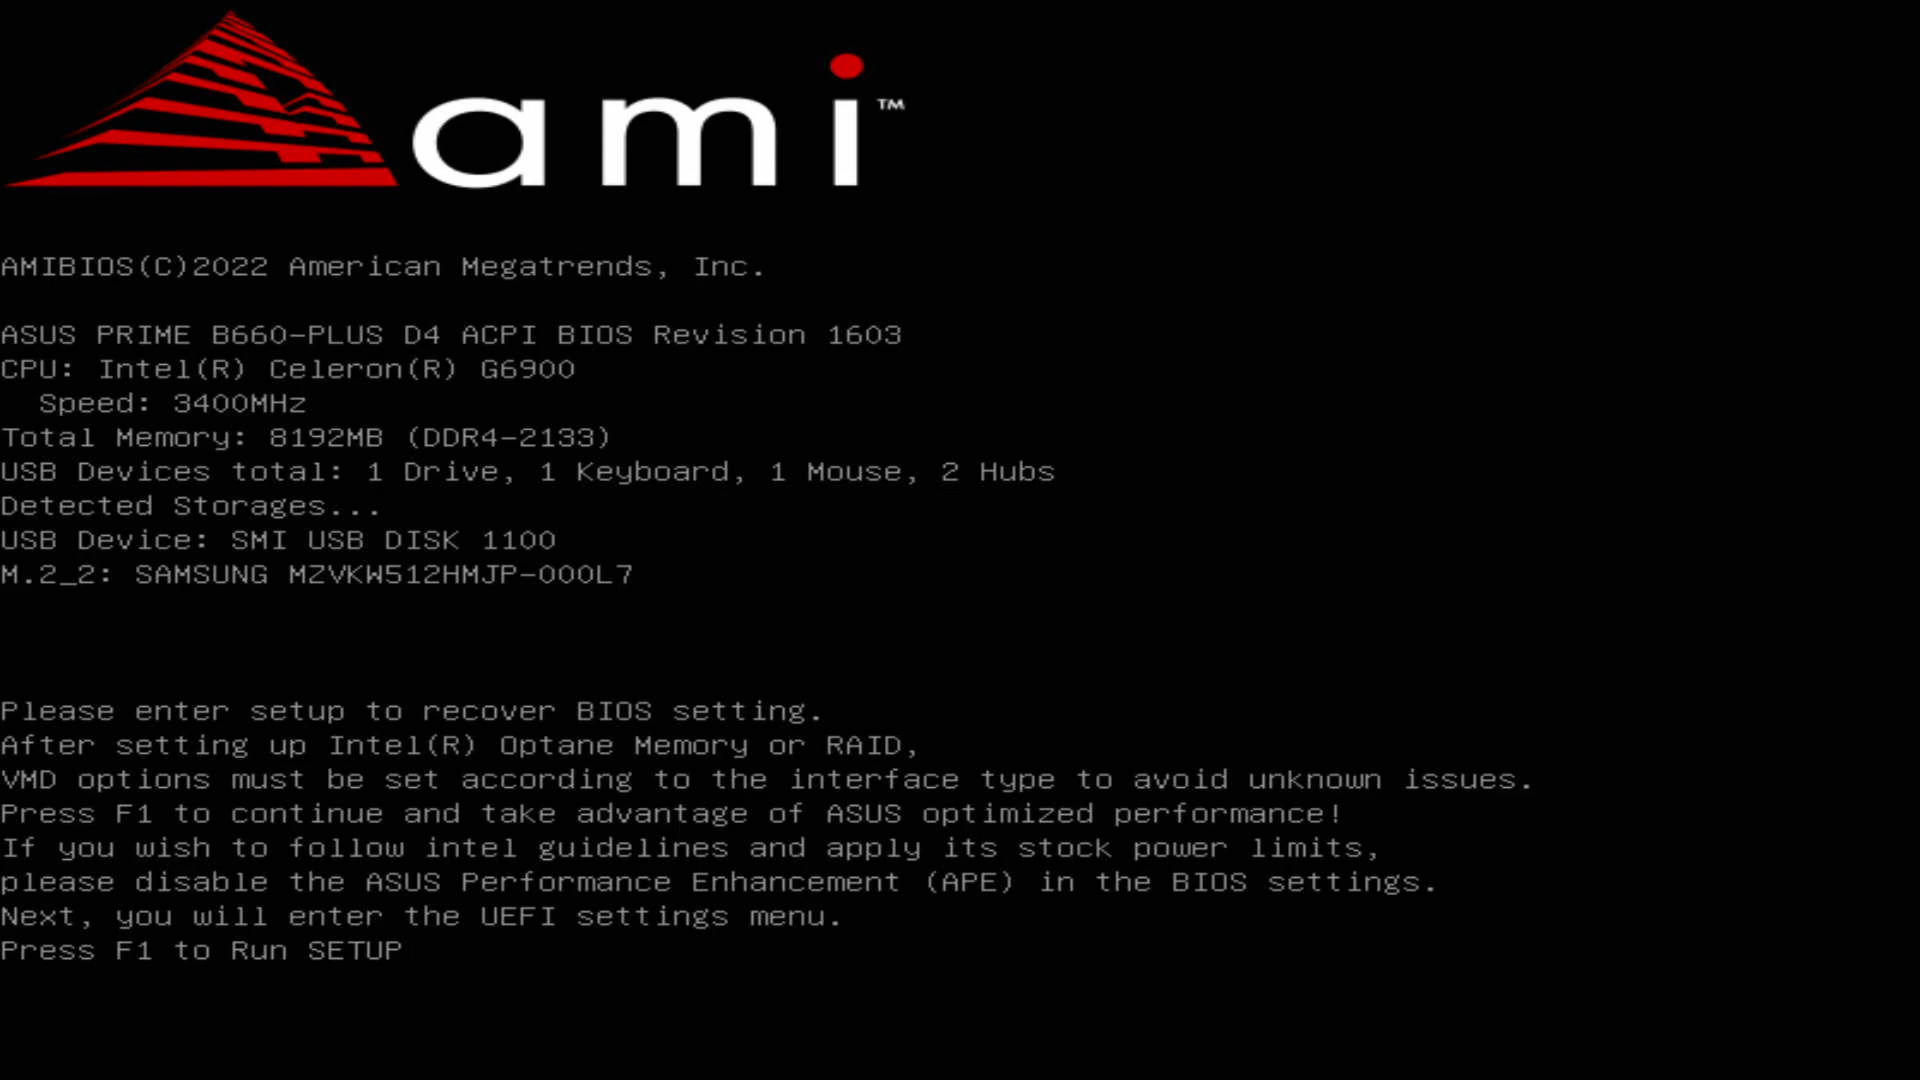 ami™
AMIBIOS(C)2022 American Megatrends, Inc.
ASUS PRIME B660-PLUS D4 ACPI BIOS Revision 1603
CPU: Intel(R) Celeron(R) G6900
Speed: 3400MHz
Total Memory: 8192MB (DDR4-2133)
USB Devices total: 1 Drive, 1 Keyboard, 1 Mouse, 2 Hubs
Detected Storages...
USB Device: SMI USB DISK 1100
M.2_2: SAMSUNG MZVKW512HMJP-000L7
Please enter setup to recover BIOS setting.
After setting up Intel(R) Optane Memory or RAID,
VMD options must be set according to the interface type to avoid unknown issues.
Press F1 to continue and take advantage of ASUS optimized performance!
If you wish to follow intel guidelines and apply its stock power limits,
please disable the ASUS Performance Enhancement (APE) in the BIOS settings.
Next, you will enter the UEFI settings menu.
Press F1 to Run SETUP